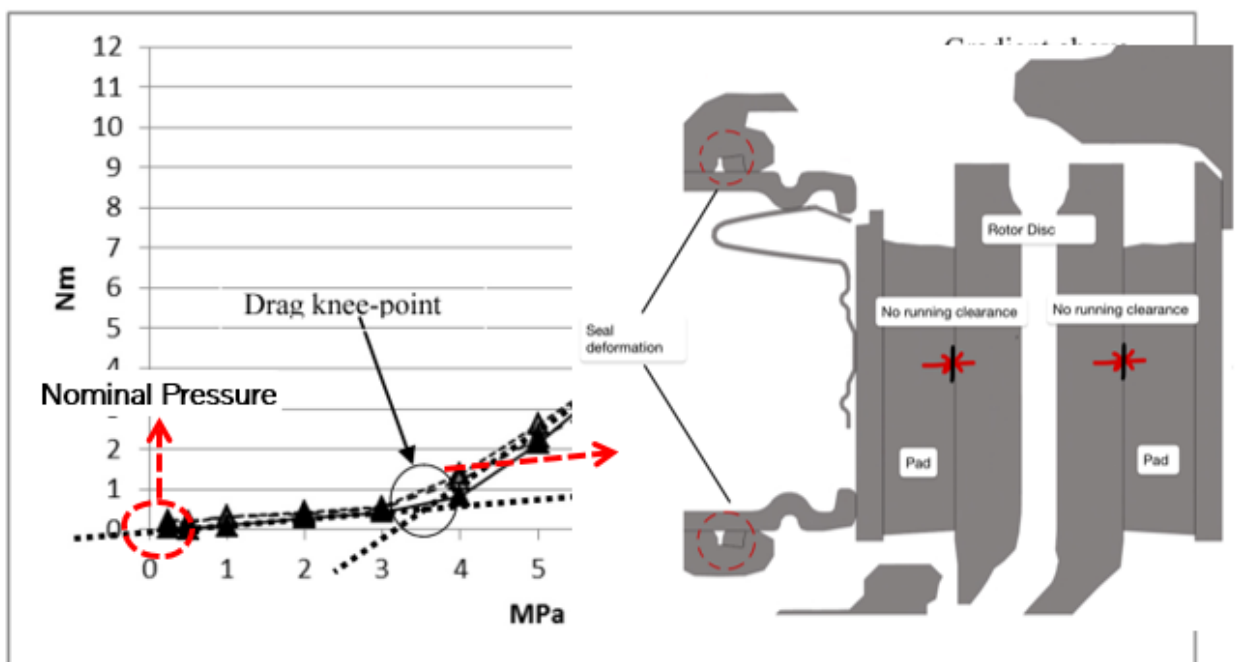 12
11
10
9
8
7
6
5
2
1
0
Nm
Drag knee-point
Nominal Pressure
0 1 2 3 4 5
MPa
Rotor Disc
No running clearance
No running clearance
Seal
deformation
Pad
Pad